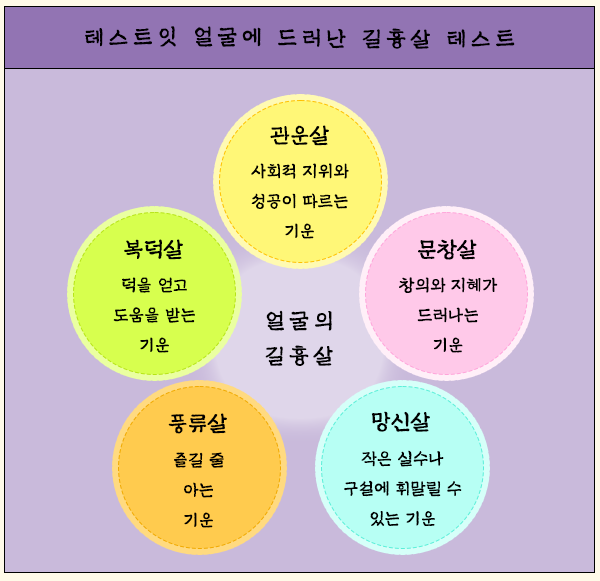 테스트잇 얼굴에 드러난 길흉살 테스트
관운살
사회적 지위와
성공이 따르는
기운
복덕살
덕을 얻고
도움을 받는
기운
문창살
창의와 지혜가
드러나는
기운
얼굴의
길흉살
풍류살
즐길 줄
아는
기운
망신살
작은 실수나
구설에 휘말릴 수
있는 기운